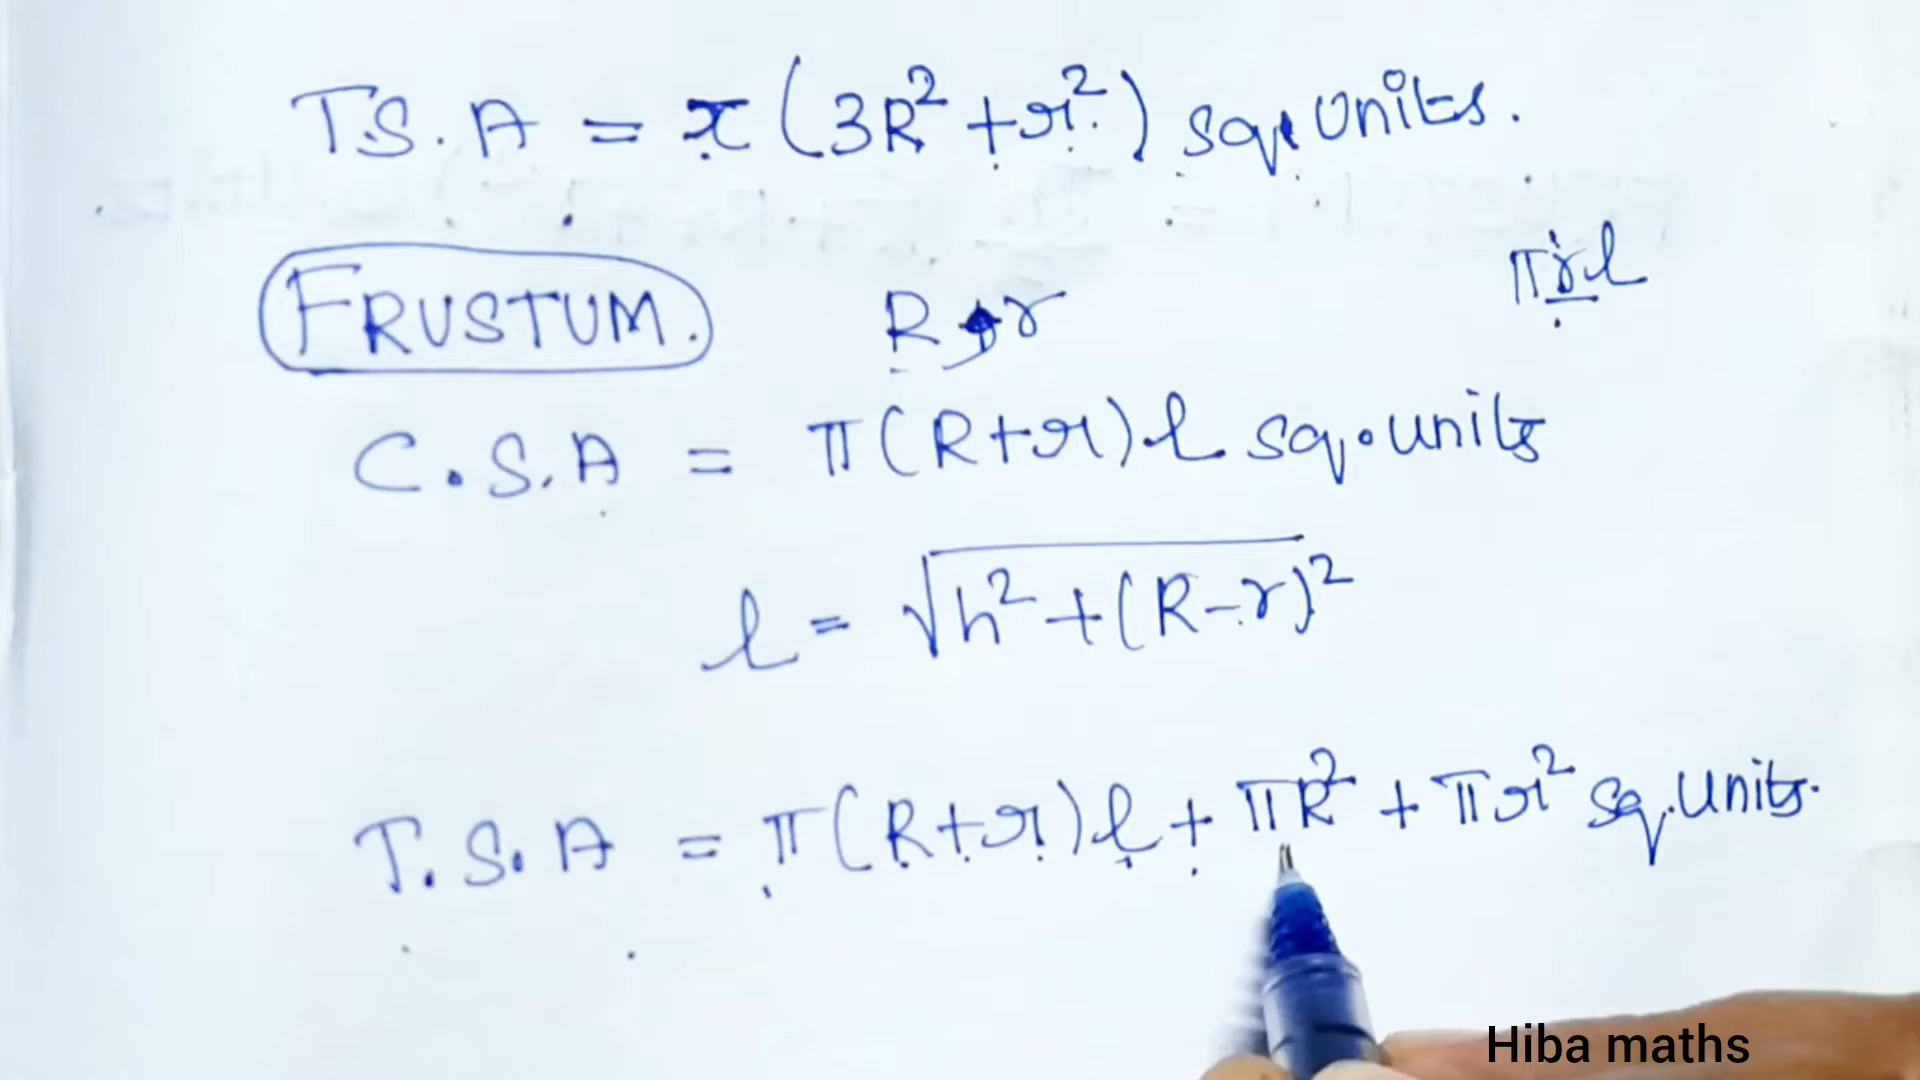 T.S.A = π (3R² + r²) sq. units.
πrl
FRUSTUM. R, r
C.S.A = π(R+r)l sq. units
l = √h² + (R-r)²
T.S.A = π(R+r)l + πR² + πr² sq. units.
Hiba maths